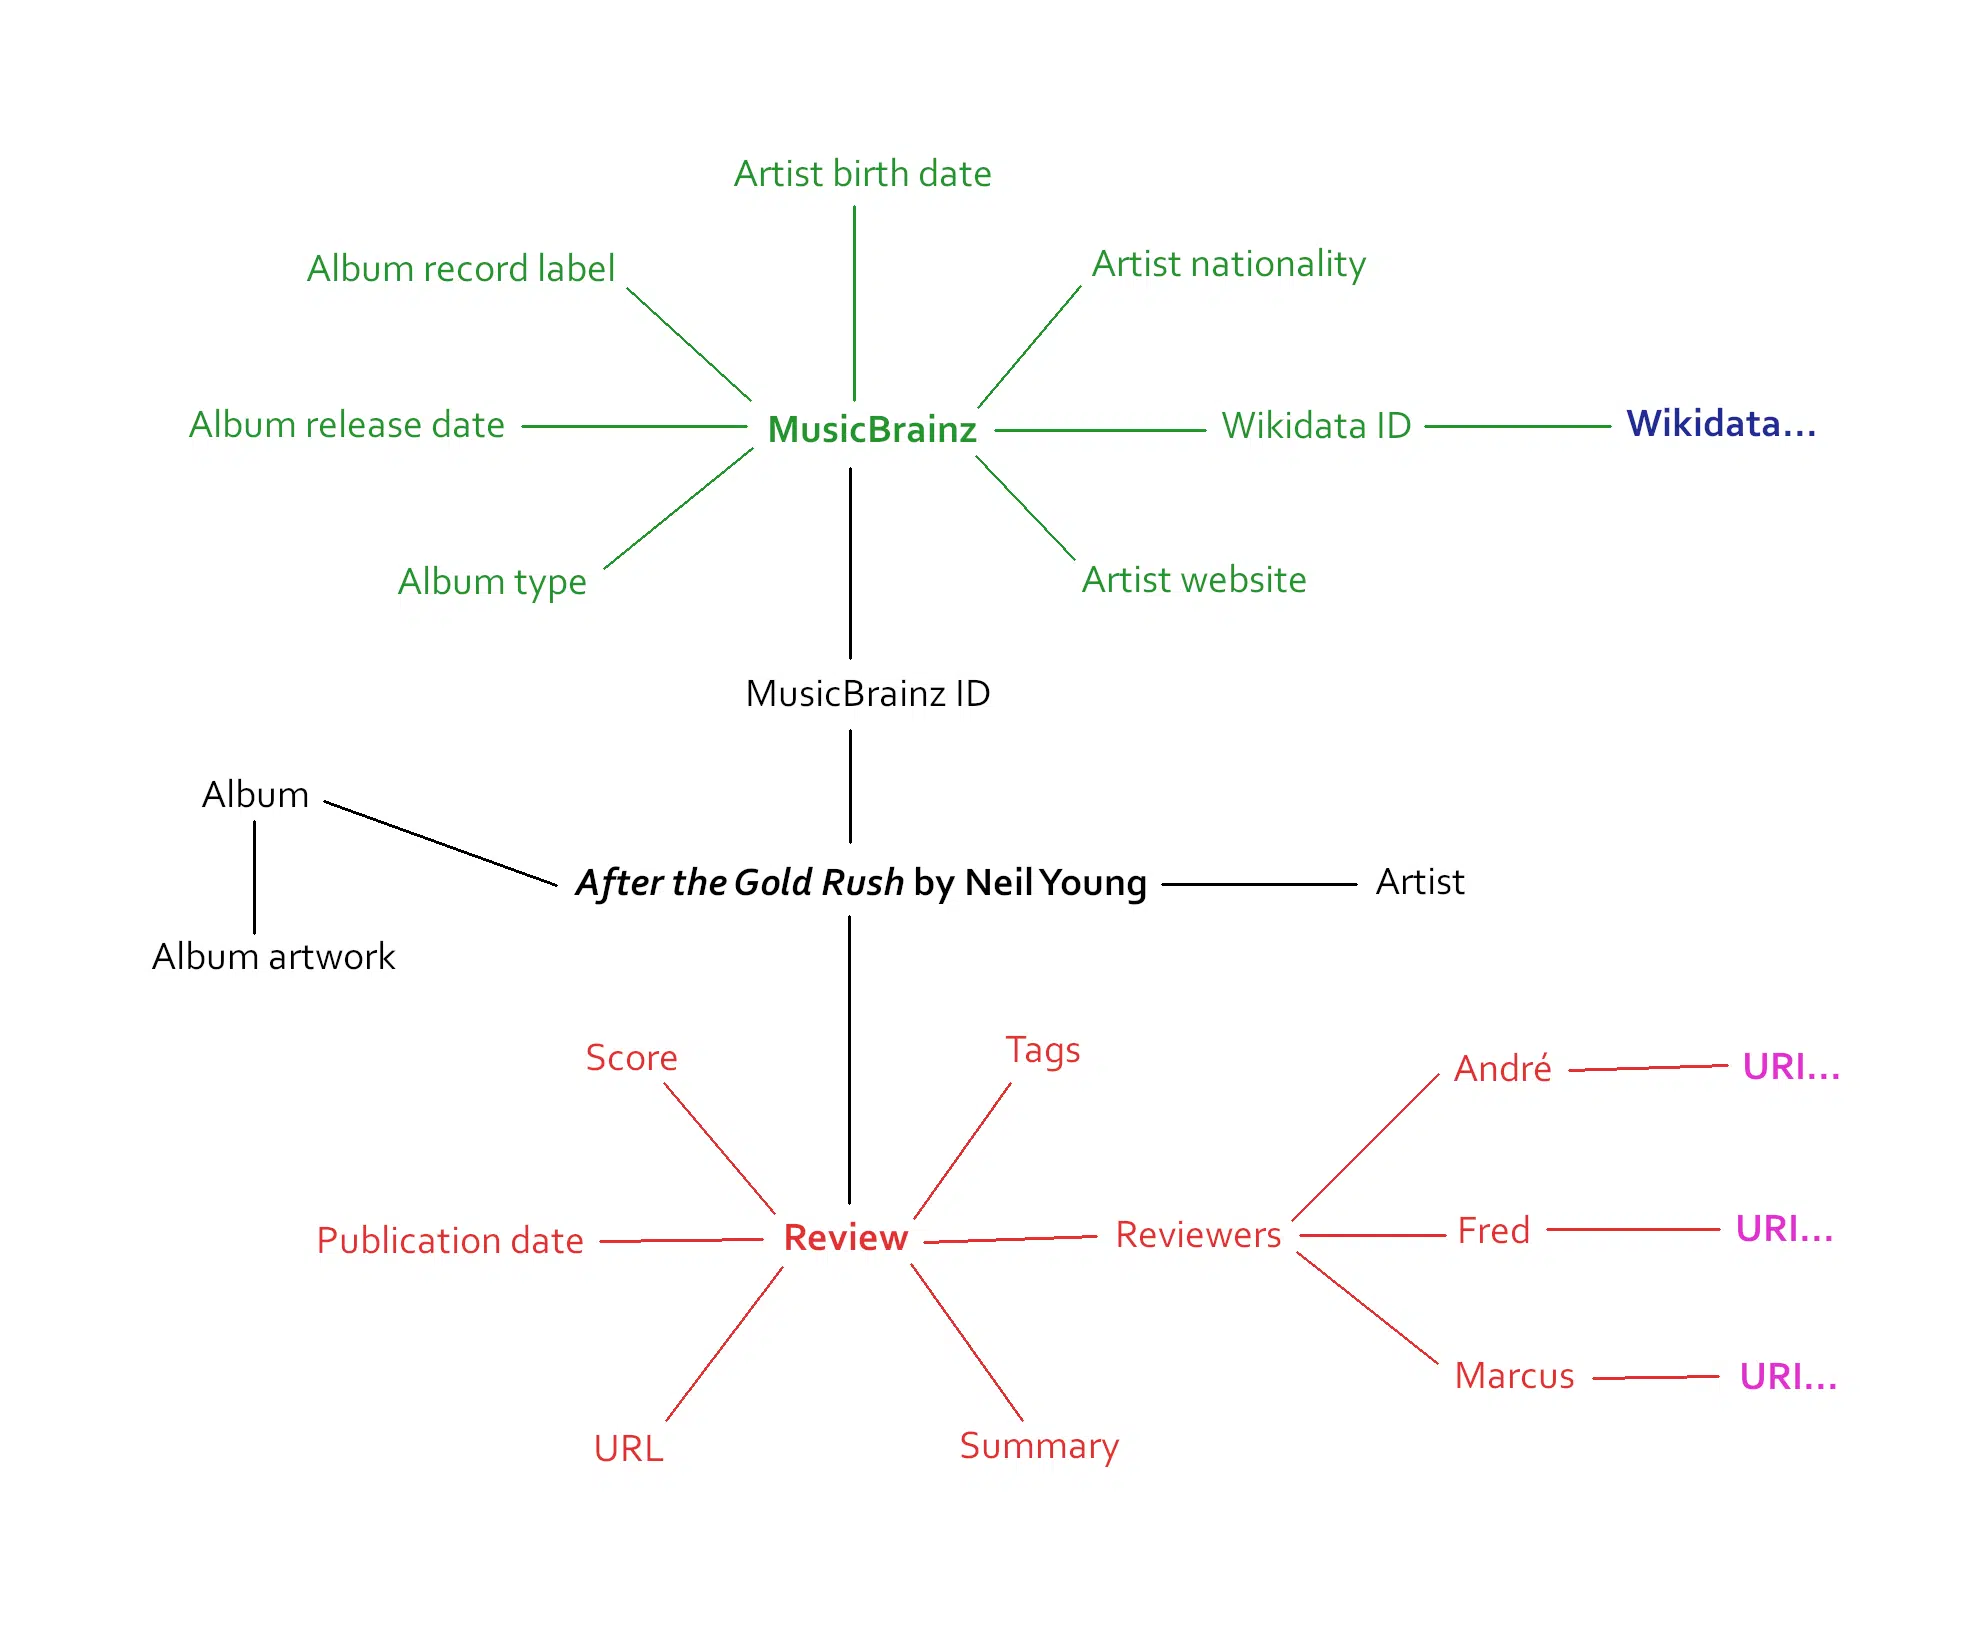 Artist birth date
Album record label
Artist nationality
Album release date
MusicBrainz
Wikidata ID
Wikidata...
Album type
Artist website
MusicBrainz ID
Album
After the Gold Rush by Neil Young
Artist
Album artwork
Score
Tags
André
URI...
Publication date
Review
Reviewers
Fred
URI...
Marcus
URI...
URL
Summary